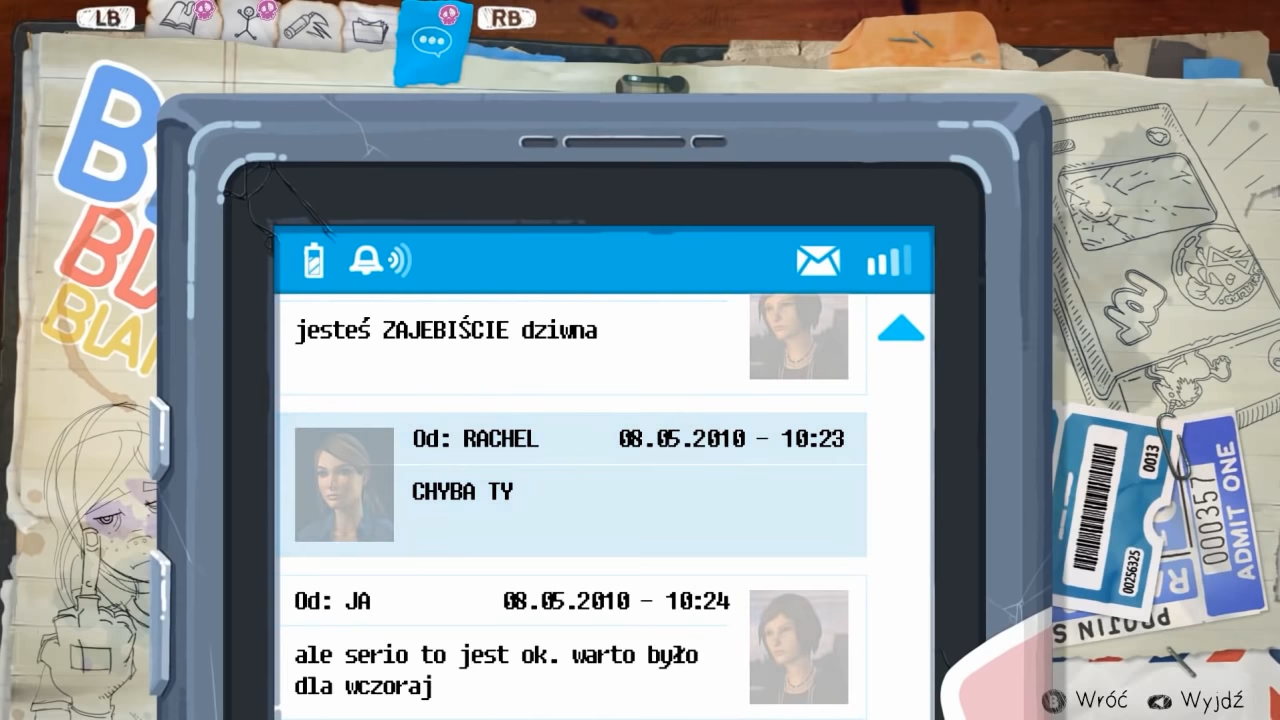 LB
RB
jesteś ZAJEBIŚCIE dziwna
Od: RACHEL 08.05.2010 - 10:23
CHYBA TY
Od: JA 08.05.2010 - 10:24
ale serio to jest ok. warto było
dla wczoraj
0013
00256325
000357
ADMIT ONE
Wróć
Wyjdź